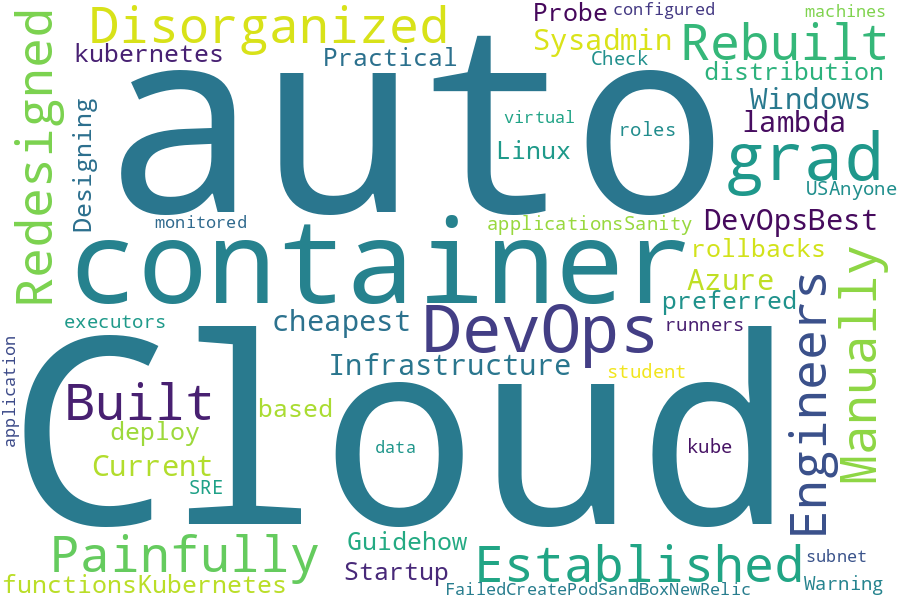 Disorganized
Probe
configured
machines
kubernetes
Practical
Sysadmin
Check
Rebuilt
distribution
Redesigned
Designing
auto
virtual
roles
Linux
Windows
lambda
grad
USAnyone
monitored
applicationsSanity
DevOpsBest
container
rollbacks
Azure
preferred
Manually
Engineers
executors
cheapest
DevOps
runners
application
Infrastructure
student
Cloud
Built
based
deploy
data
kube
Current
SRE
Painfully
Guidehow
Established
subnet
functionsKubernetes
Startup
FailedCreatePodSandBoxNewRelic
Warning